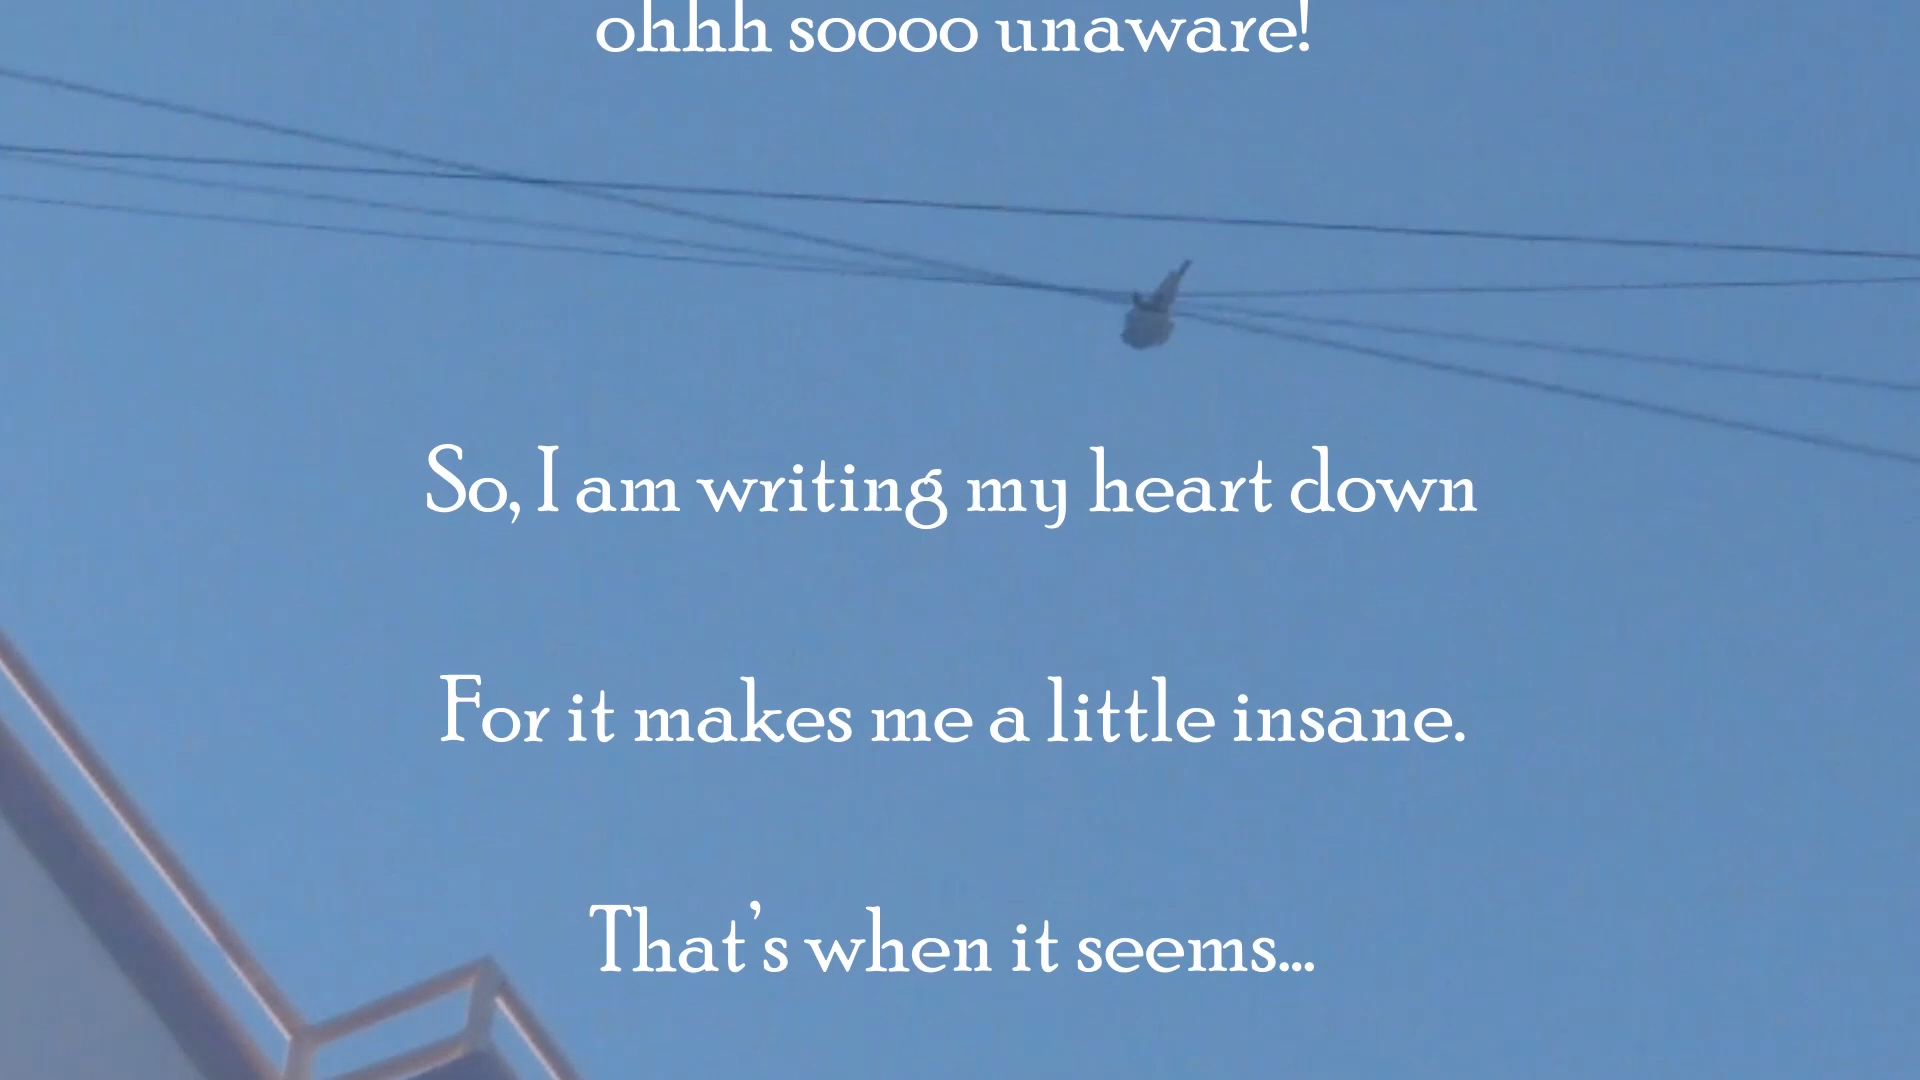 ohhh soooo unaware!
So, I am writing my heart down
For it makes me a little insane.
That's when it seems...